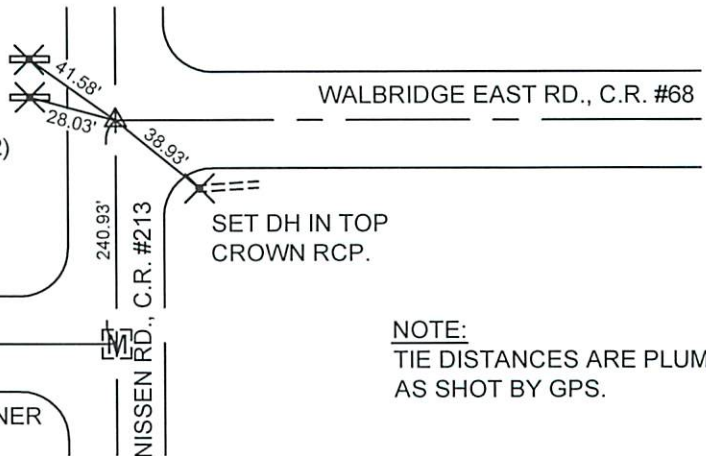 41.58'
WALBRIDGE EAST RD., C.R. #68
28.03'
38.93'
240.93'
NISSEN RD., C.R. #213
SET DH IN TOP
CROWN RCP.
M
NOTE:
TIE DISTANCES ARE PLUM
AS SHOT BY GPS.
NER